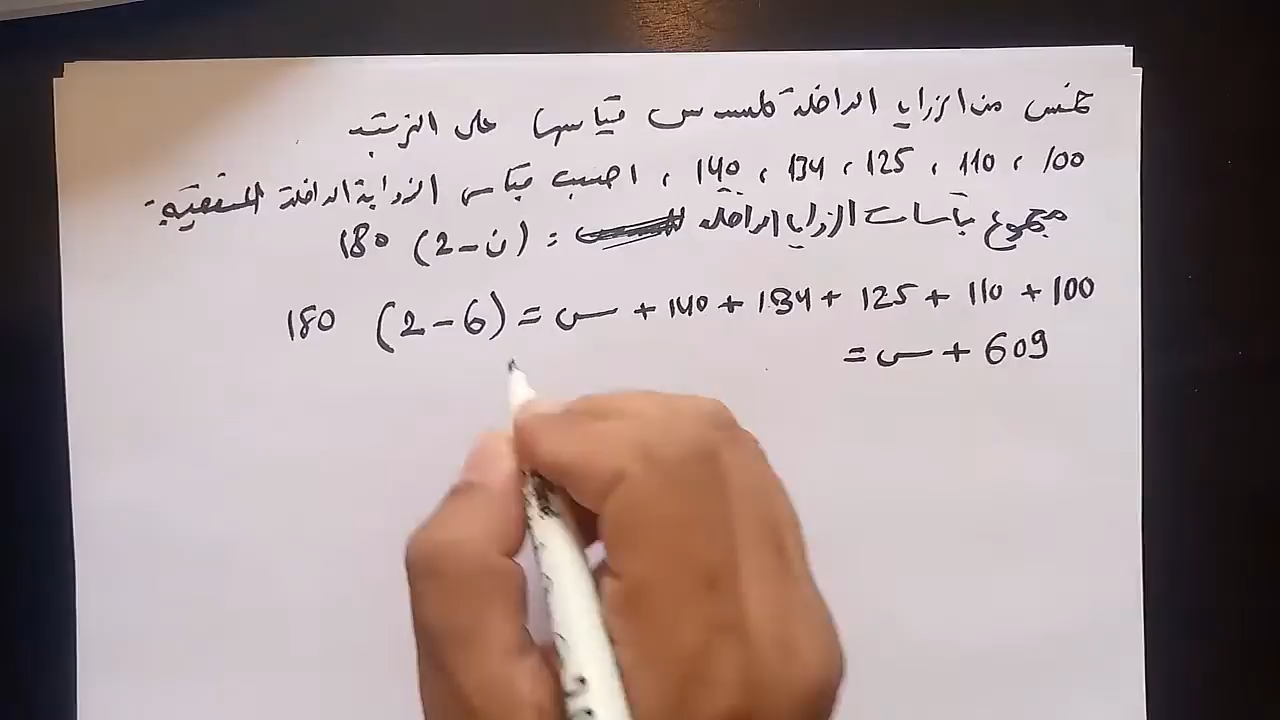 خمس من الزوايا الداخلة لمسدس قياسها على الترتيب
100 ، 110 ، 125 ، 134 ، 140 ، احسب قياس الزواية الداخلة المتبقية
مجموع قياسات الزوايا الداخلة = (ن - 2) 180
100 + 110 + 125 + 134 + 140 + س = (6 - 2) 180
609 + س =